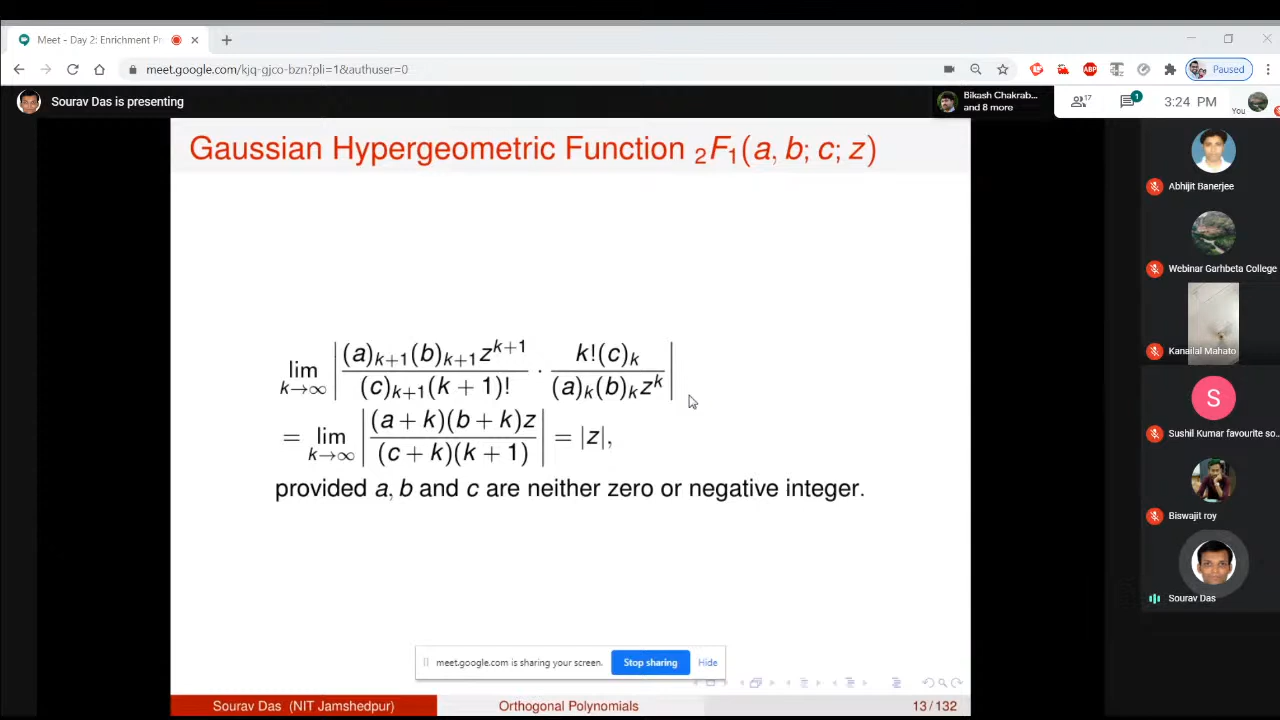 Meet - Day 2: Enrichment Pr
meet.google.com/kjq-gjco-bzn?pli=1&authuser=0
ABP
Paused
Sourav Das is presenting
Bikash Chakrab...
and 8 more
17
1
3:24 PM
You
Gaussian Hypergeometric Function ₂F₁(a, b; c; z)
Abhijit Banerjee
Webinar Garhbeta College
Kanailal Mahato
lim_{k→∞} | (a)_{k+1}(b)_{k+1}z^{k+1} / (c)_{k+1}(k + 1)! · k!(c)_k / (a)_k(b)_k z^k |
= lim_{k→∞} | (a + k)(b + k)z / (c + k)(k + 1) | = |z|,
provided a, b and c are neither zero or negative integer.
S
Sushil Kumar favourite so...
Biswajit roy
Sourav Das
meet.google.com is sharing your screen.
Stop sharing
Hide
Sourav Das (NIT Jamshedpur)
Orthogonal Polynomials
13 / 132